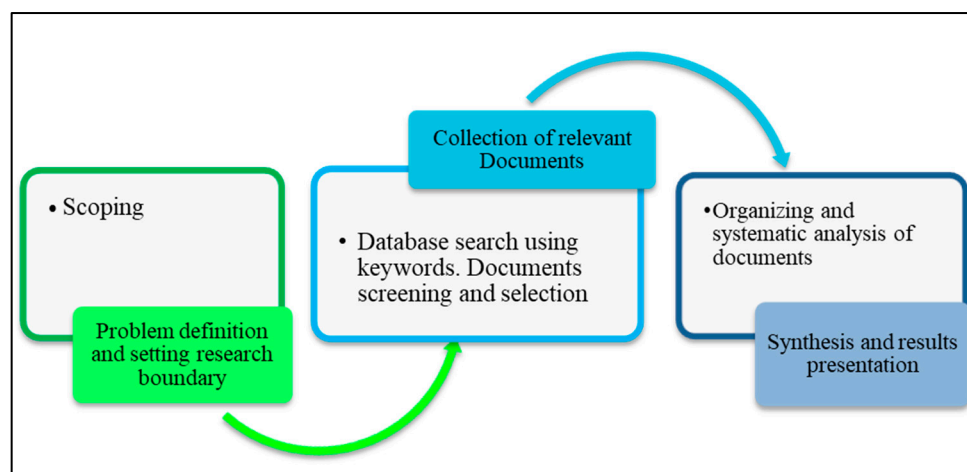 • Scoping
Problem definition
and setting research
boundary
Collection of relevant
Documents
• Database search using
keywords. Documents
screening and selection
•Organizing and
systematic analysis of
documents
Synthesis and results
presentation